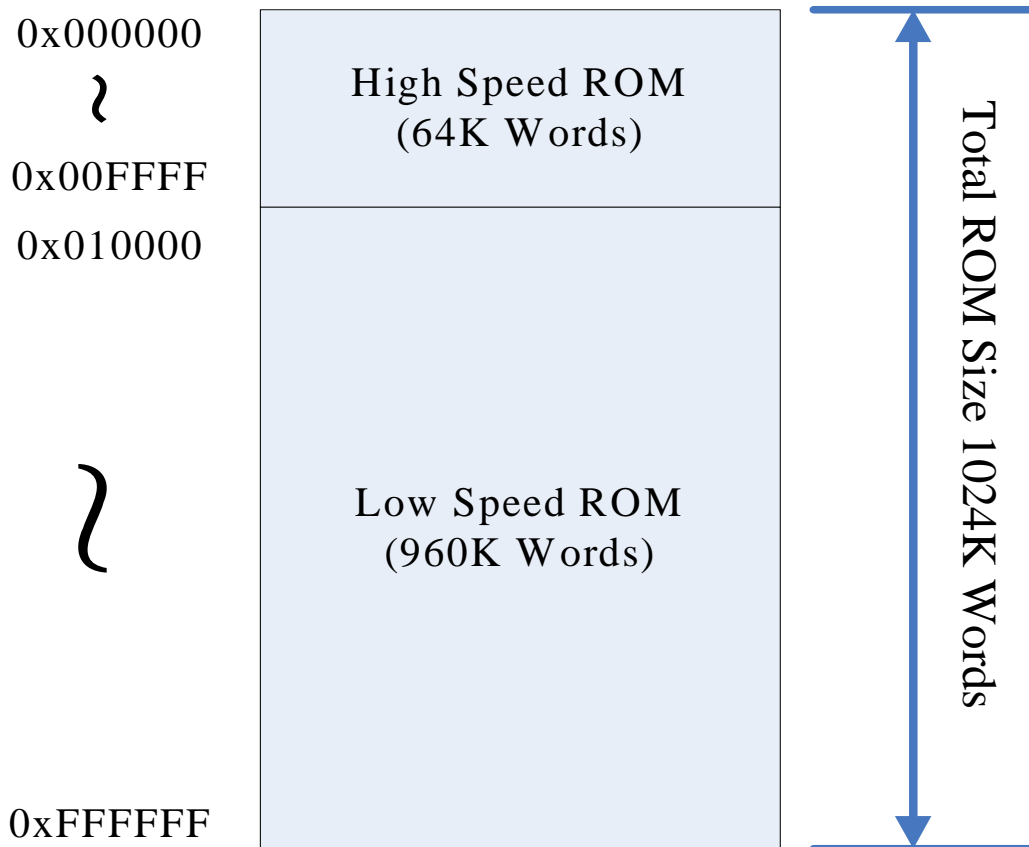 0x000000
~
0x00FFFF
0x010000
~
0xFFFFFF
High Speed ROM
(64K Words)
Low Speed ROM
(960K Words)
Total ROM Size 1024K Words